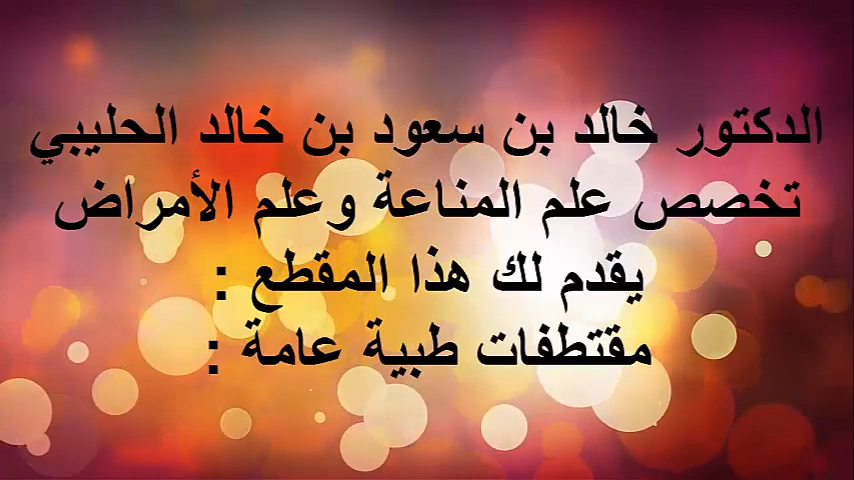 الدكتور خالد بن سعود بن خالد الحليبي
تخصص علم المناعة وعلم الأمراض
يقدم لك هذا المقطع :
مقتطفات طبية عامة :